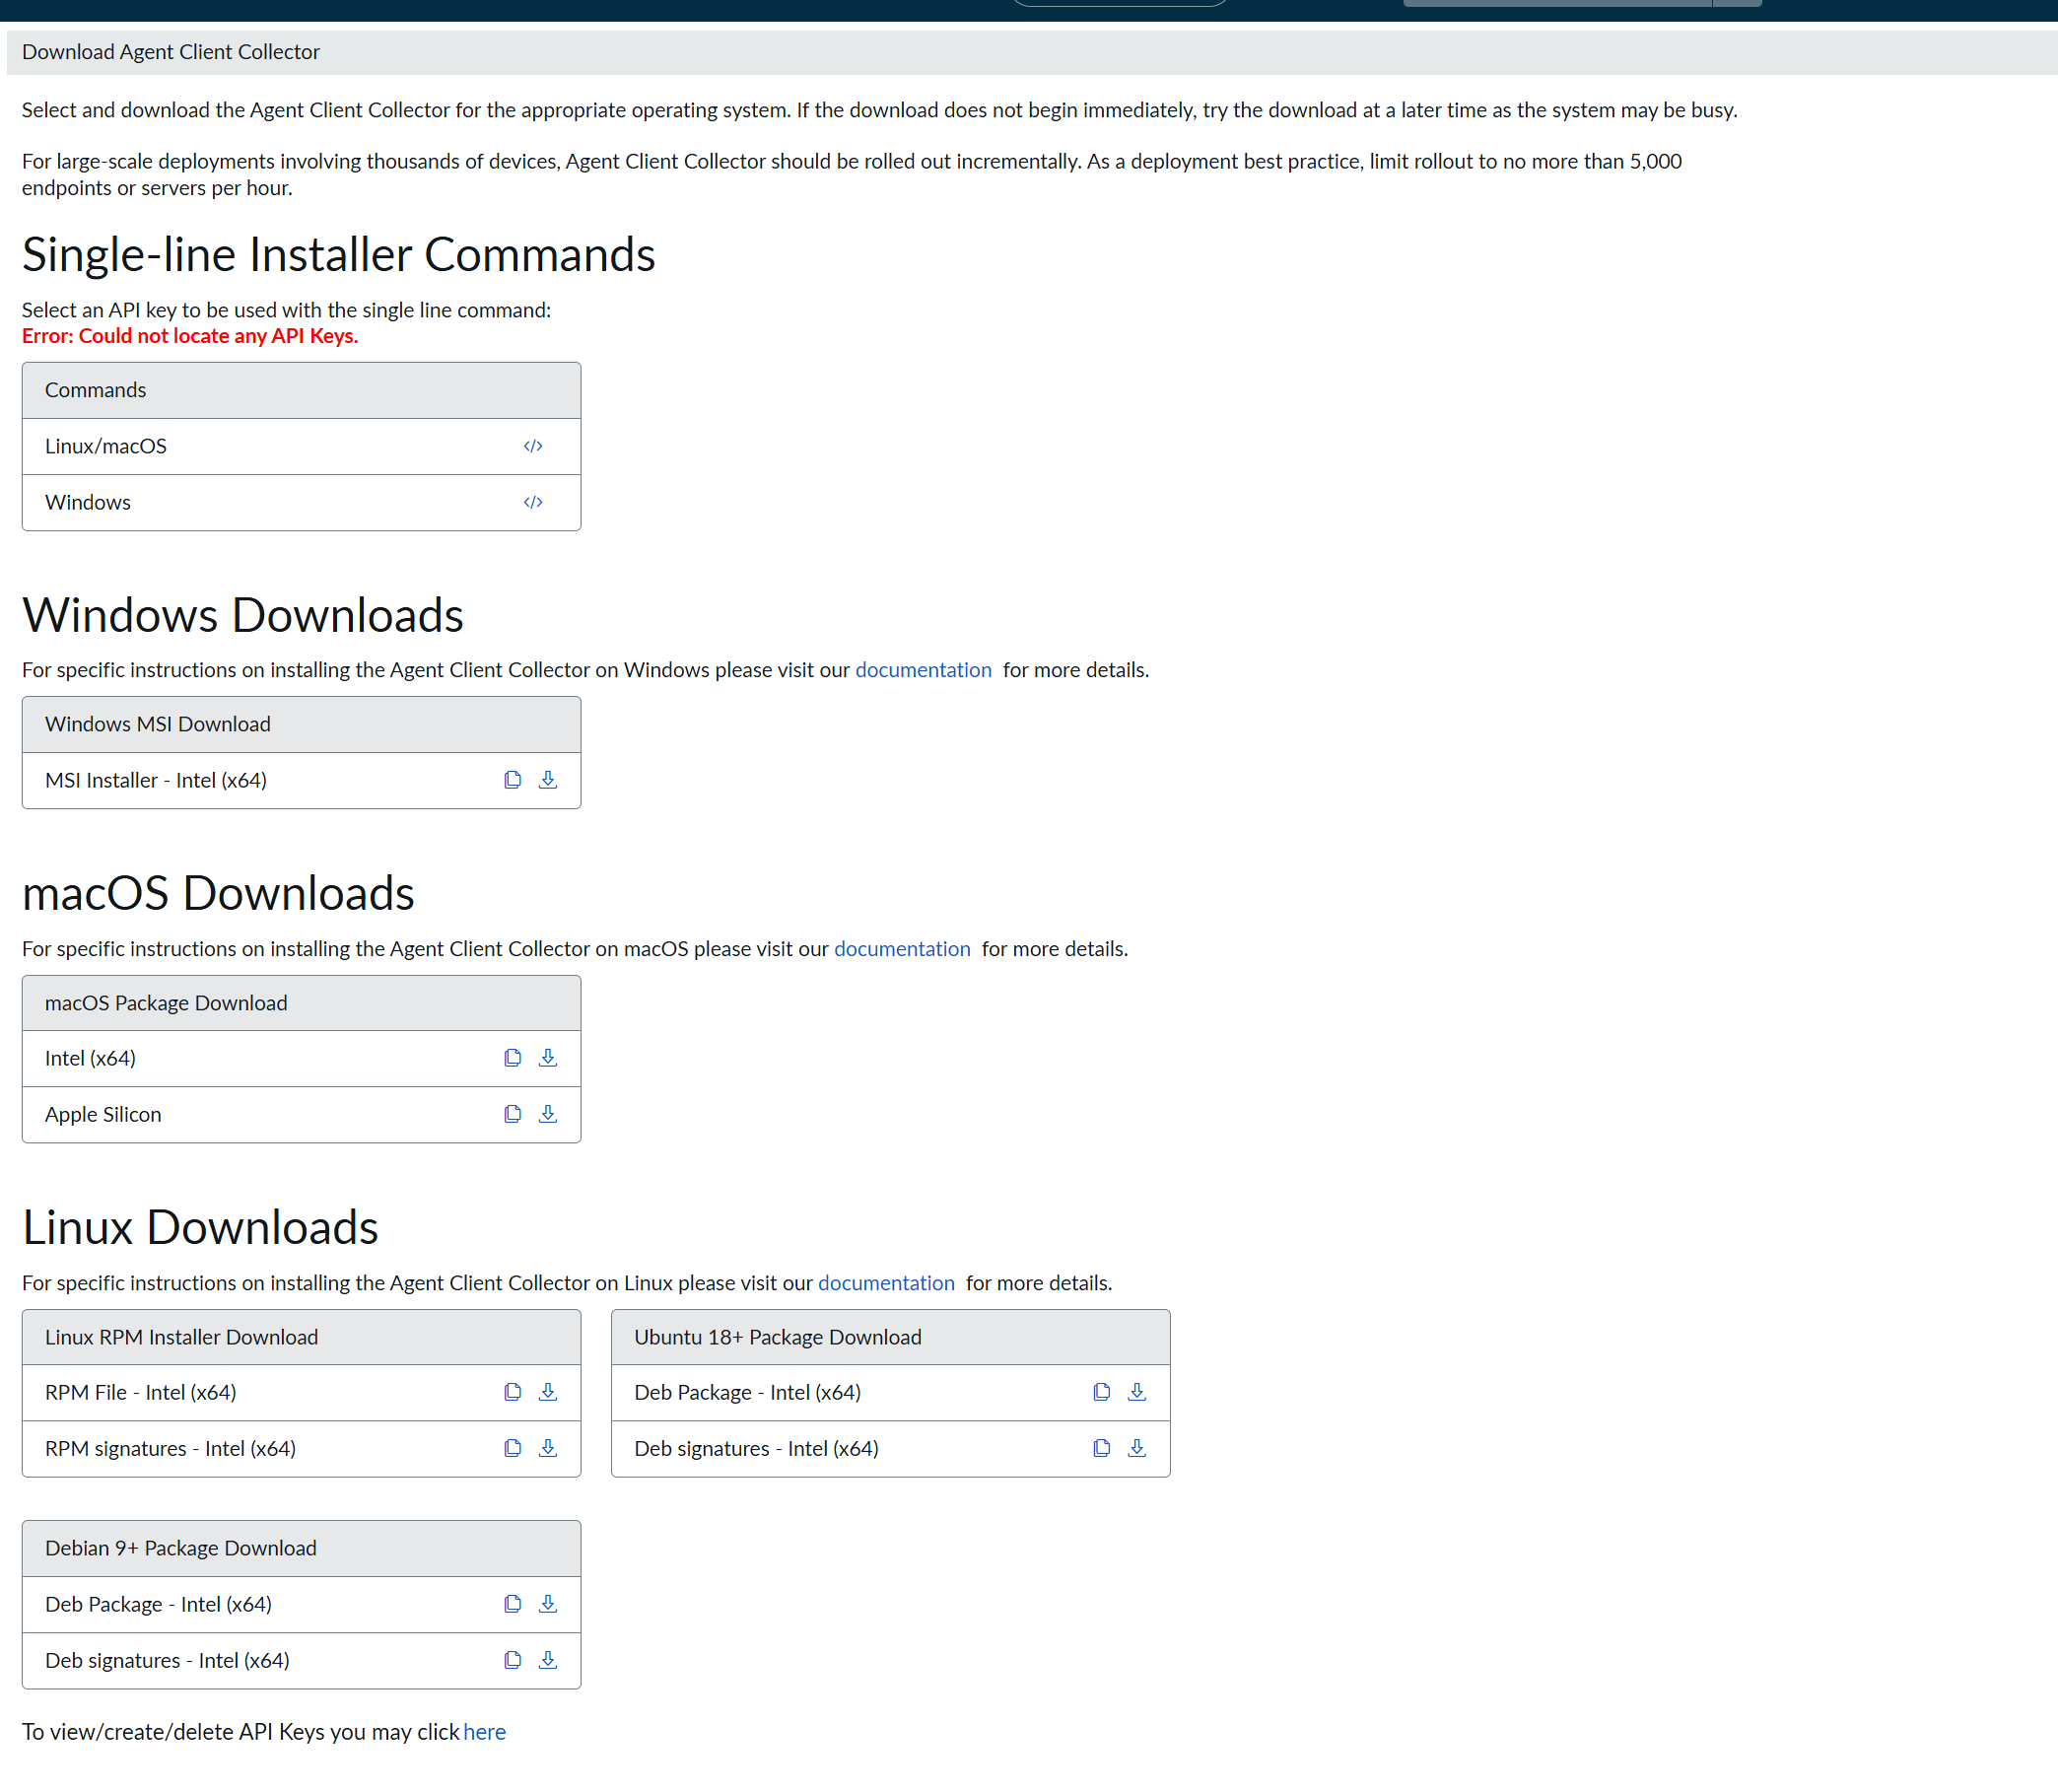 Download Agent Client Collector
Select and download the Agent Client Collector for the appropriate operating system. If the download does not begin immediately, try the download at a later time as the system may be busy.
For large-scale deployments involving thousands of devices, Agent Client Collector should be rolled out incrementally. As a deployment best practice, limit rollout to no more than 5,000
endpoints or servers per hour.
Single-line Installer Commands
Select an API key to be used with the single line command:
Error: Could not locate any API Keys.
Commands
Linux/macOS
Windows
Windows Downloads
For specific instructions on installing the Agent Client Collector on Windows please visit our documentation for more details.
Windows MSI Download
MSI Installer - Intel (x64)
macOS Downloads
For specific instructions on installing the Agent Client Collector on macOS please visit our documentation for more details.
macOS Package Download
Intel (x64)
Apple Silicon
Linux Downloads
For specific instructions on installing the Agent Client Collector on Linux please visit our documentation for more details.
Linux RPM Installer Download
RPM File - Intel (x64)
RPM signatures - Intel (x64)
Ubuntu 18+ Package Download
Deb Package - Intel (x64)
Deb signatures - Intel (x64)
Debian 9+ Package Download
Deb Package - Intel (x64)
Deb signatures - Intel (x64)
To view/create/delete API Keys you may click here